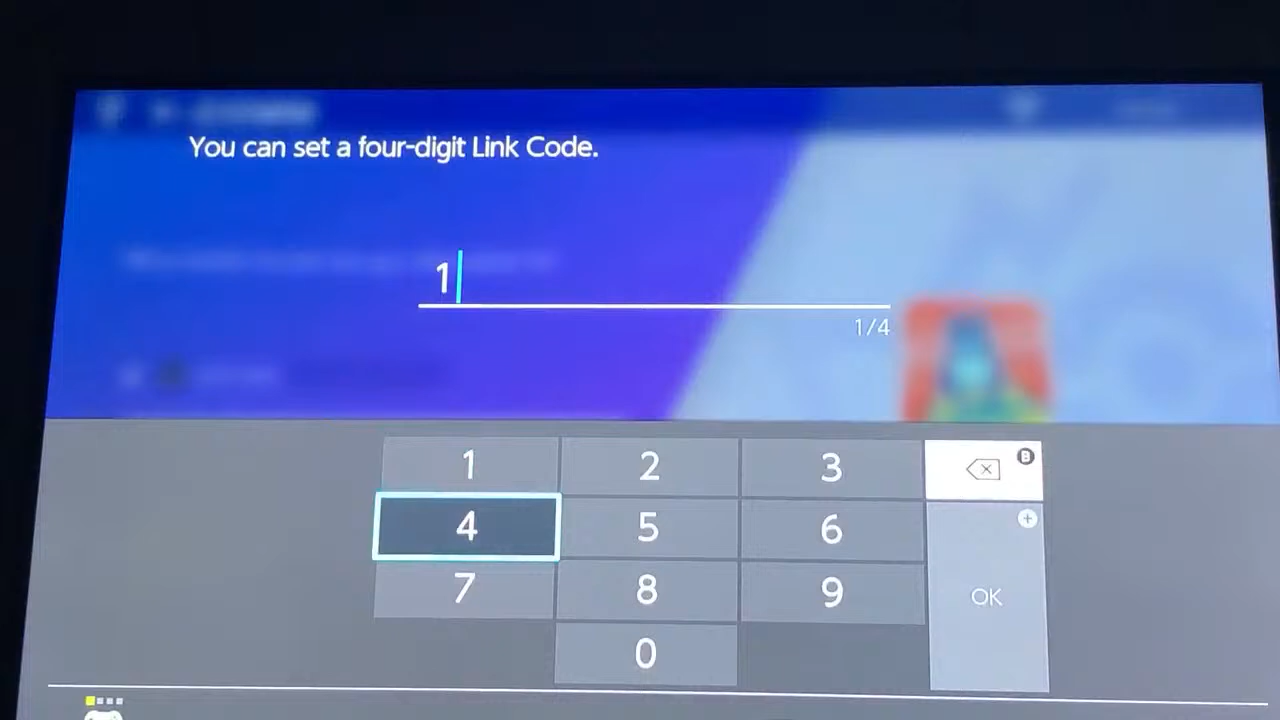 You can set a four-digit Link Code.
1
1/4
1 2 3 B
4 5 6 +
7 8 9 OK
0